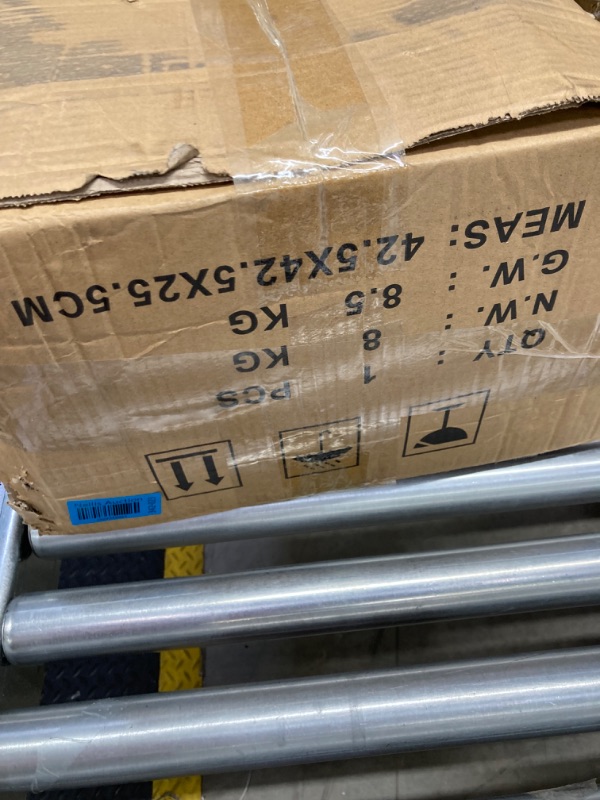 QTY : 1 PCS
N.W. : 8 KG
G.W. : 8.5 KG
MEAS: 42.5X42.5X25.5CM